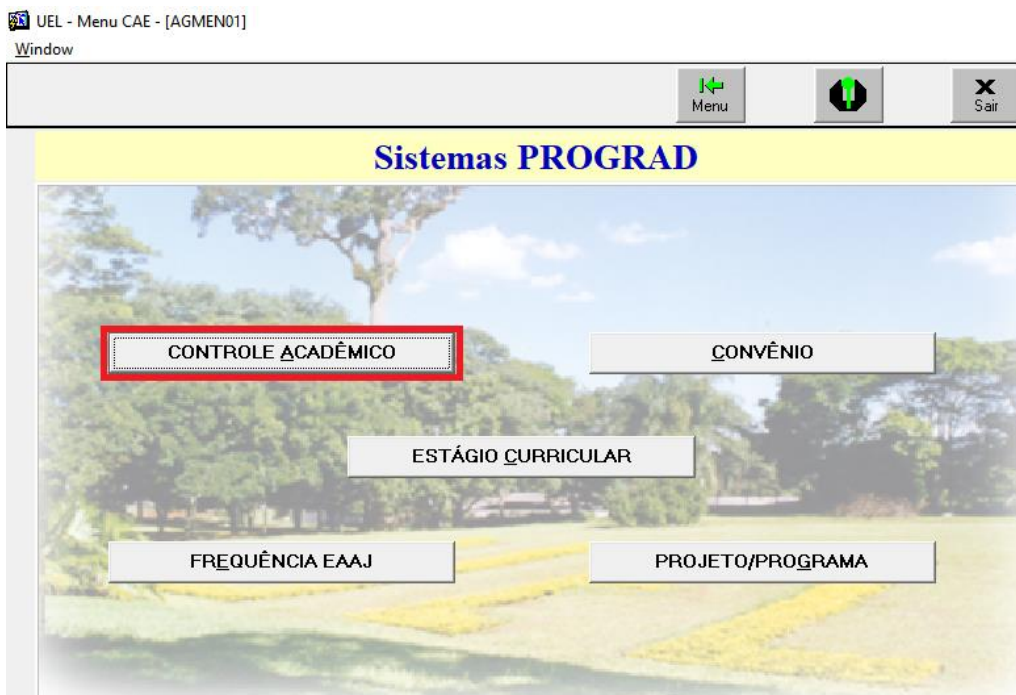 UEL - Menu CAE - [AGMEN01]
Window
Menu
Sair
Sistemas PROGRAD
CONTROLE ACADÊMICO
CONVÊNIO
ESTÁGIO CURRICULAR
FREQUÊNCIA EAAJ
PROJETO/PROGRAMA